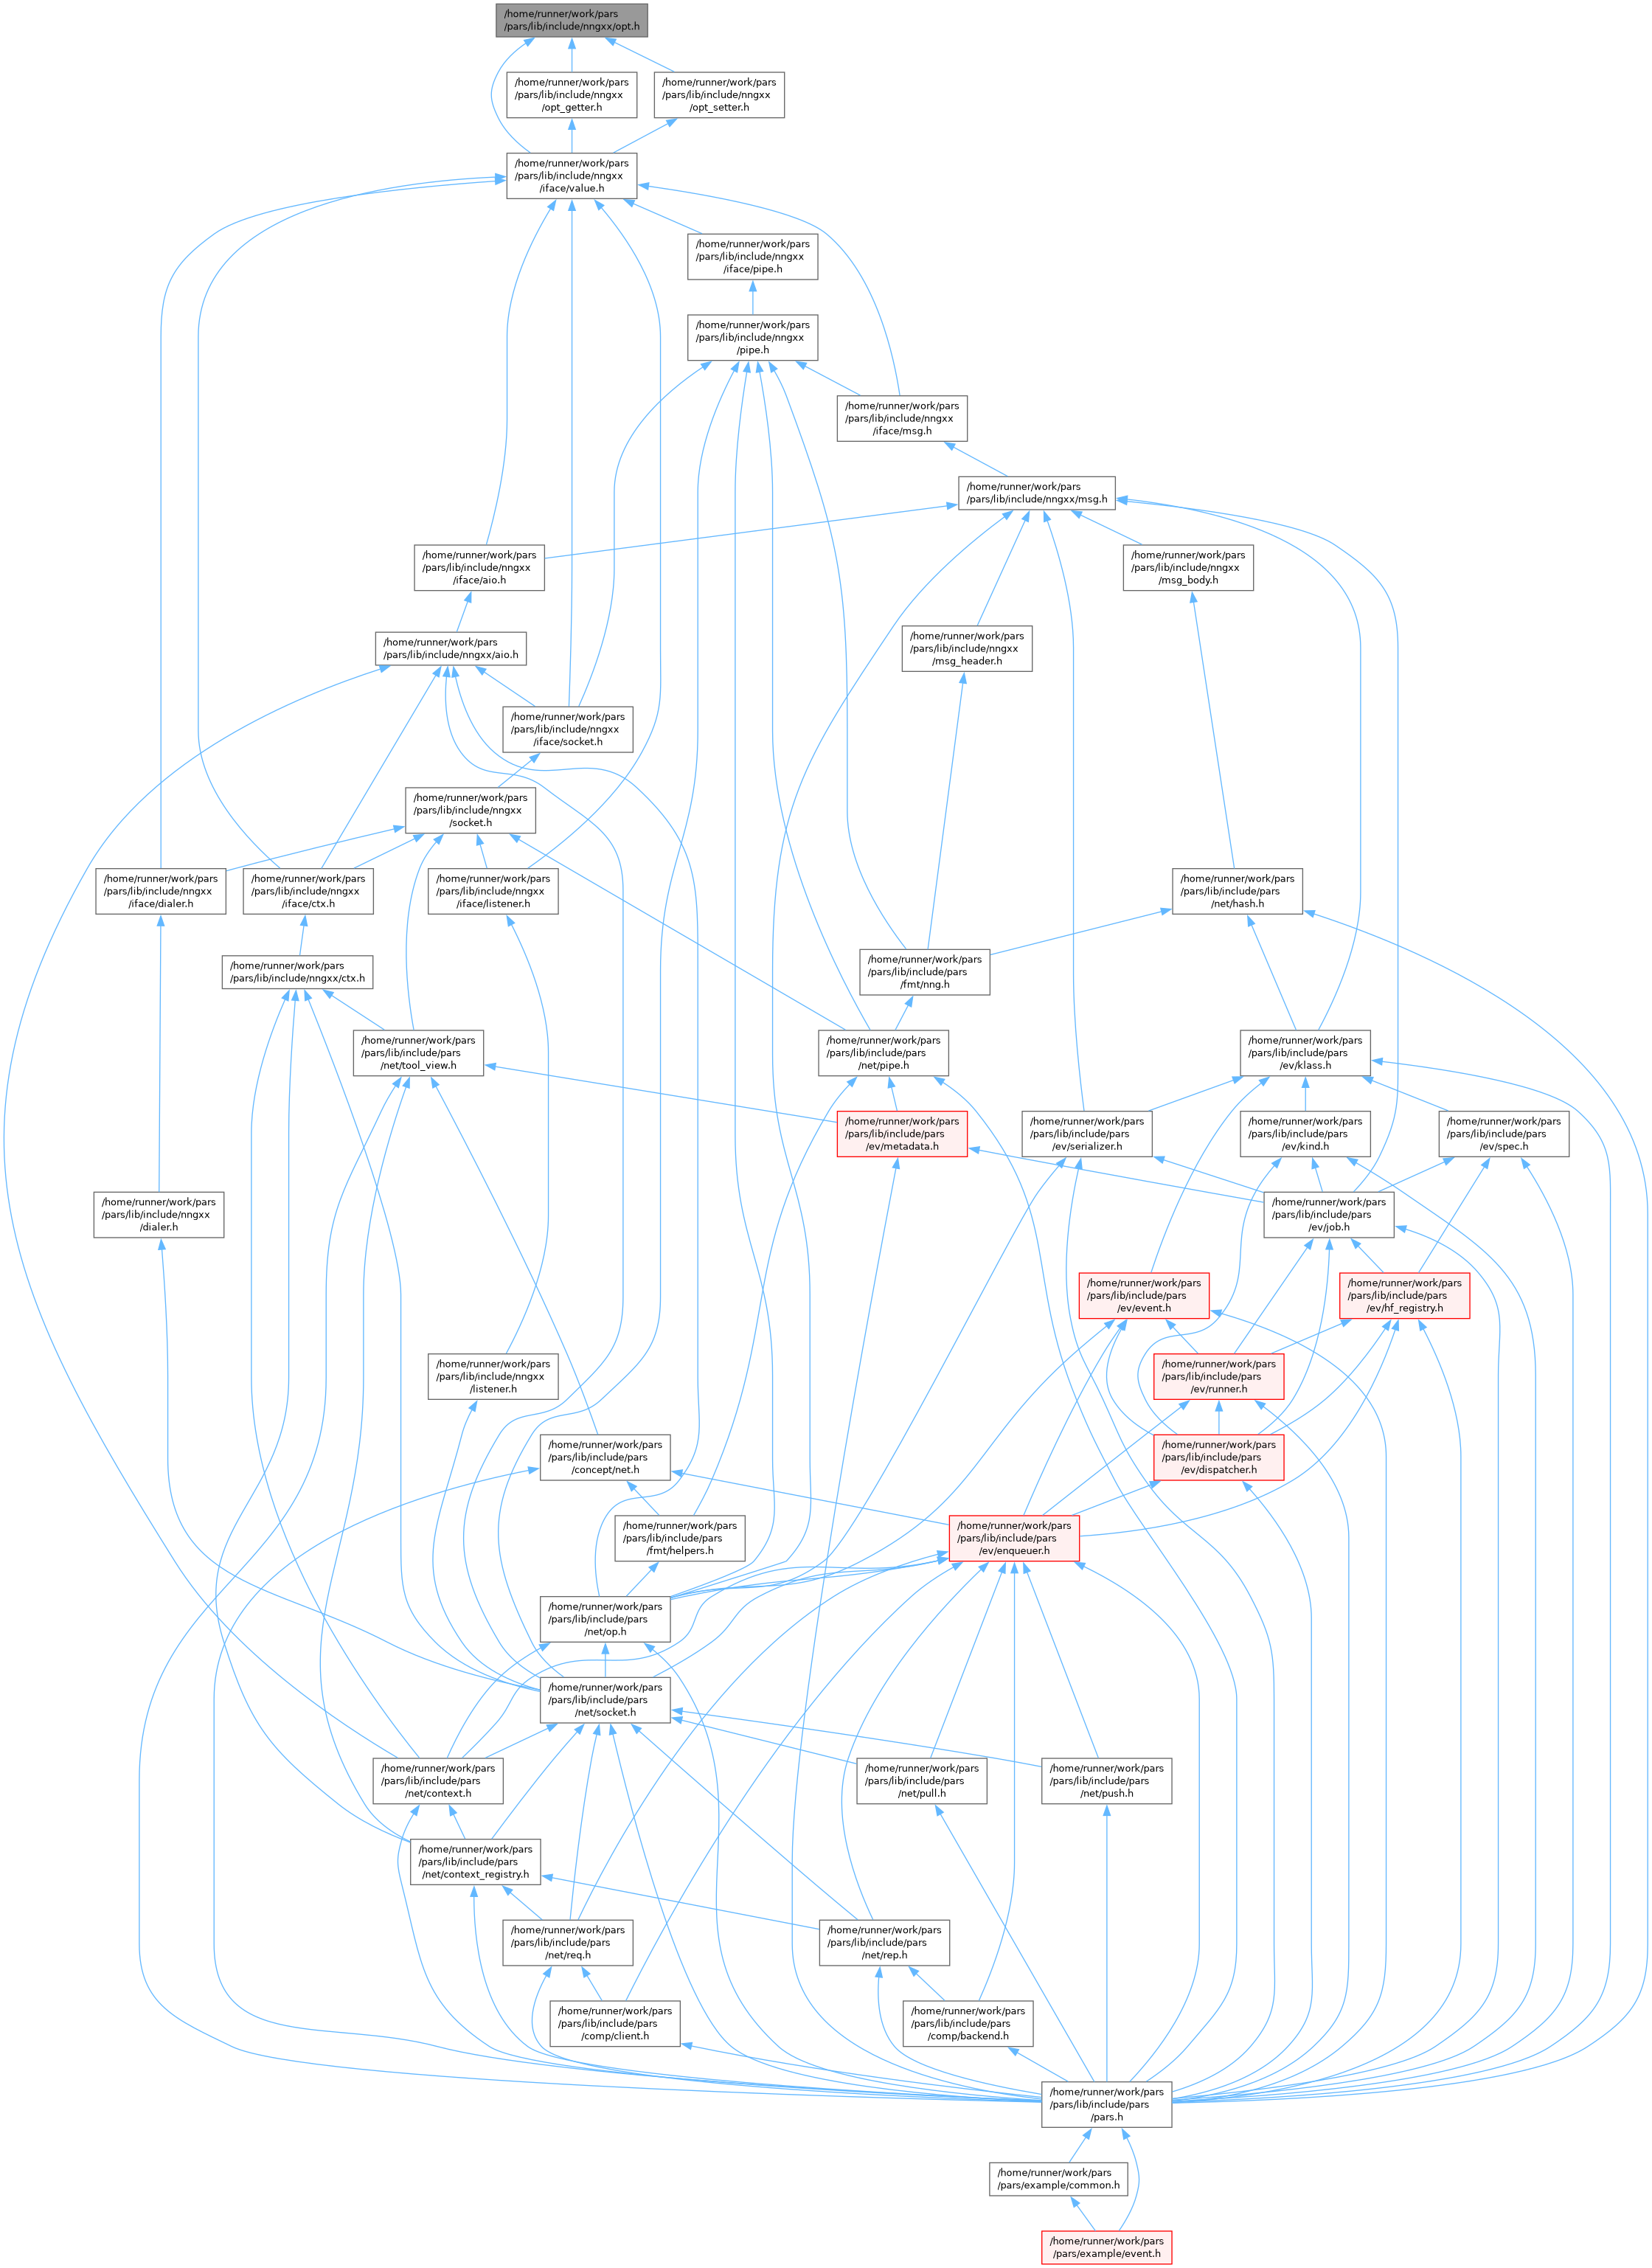 /home/runner/work/pars
/pars/lib/include/nngxx/opt.h
/home/runner/work/pars
/pars/lib/include/nngxx
/opt_getter.h
/home/runner/work/pars
/pars/lib/include/nngxx
/opt_setter.h
/home/runner/work/pars
/pars/lib/include/nngxx
/iface/value.h
/home/runner/work/pars
/pars/lib/include/nngxx
/iface/pipe.h
/home/runner/work/pars
/pars/lib/include/nngxx
/pipe.h
/home/runner/work/pars
/pars/lib/include/nngxx
/iface/msg.h
/home/runner/work/pars
/pars/lib/include/nngxx/msg.h
/home/runner/work/pars
/pars/lib/include/nngxx
/iface/aio.h
/home/runner/work/pars
/pars/lib/include/nngxx
/msg_body.h
/home/runner/work/pars
/pars/lib/include/nngxx/aio.h
/home/runner/work/pars
/pars/lib/include/nngxx
/msg_header.h
/home/runner/work/pars
/pars/lib/include/nngxx
/iface/socket.h
/home/runner/work/pars
/pars/lib/include/nngxx
/socket.h
/home/runner/work/pars
/pars/lib/include/nngxx
/iface/dialer.h
/home/runner/work/pars
/pars/lib/include/nngxx
/iface/ctx.h
/home/runner/work/pars
/pars/lib/include/nngxx
/iface/listener.h
/home/runner/work/pars
/pars/lib/include/pars
/net/hash.h
/home/runner/work/pars
/pars/lib/include/nngxx/ctx.h
/home/runner/work/pars
/pars/lib/include/pars
/fmt/nng.h
/home/runner/work/pars
/pars/lib/include/pars
/net/tool_view.h
/home/runner/work/pars
/pars/lib/include/pars
/net/pipe.h
/home/runner/work/pars
/pars/lib/include/pars
/ev/klass.h
/home/runner/work/pars
/pars/lib/include/pars
/ev/metadata.h
/home/runner/work/pars
/pars/lib/include/pars
/ev/serializer.h
/home/runner/work/pars
/pars/lib/include/pars
/ev/kind.h
/home/runner/work/pars
/pars/lib/include/pars
/ev/spec.h
/home/runner/work/pars
/pars/lib/include/nngxx
/dialer.h
/home/runner/work/pars
/pars/lib/include/pars
/ev/job.h
/home/runner/work/pars
/pars/lib/include/pars
/ev/event.h
/home/runner/work/pars
/pars/lib/include/pars
/ev/hf_registry.h
/home/runner/work/pars
/pars/lib/include/nngxx
/listener.h
/home/runner/work/pars
/pars/lib/include/pars
/ev/runner.h
/home/runner/work/pars
/pars/lib/include/pars
/concept/net.h
/home/runner/work/pars
/pars/lib/include/pars
/ev/dispatcher.h
/home/runner/work/pars
/pars/lib/include/pars
/fmt/helpers.h
/home/runner/work/pars
/pars/lib/include/pars
/ev/enqueuer.h
/home/runner/work/pars
/pars/lib/include/pars
/net/op.h
/home/runner/work/pars
/pars/lib/include/pars
/net/socket.h
/home/runner/work/pars
/pars/lib/include/pars
/net/context.h
/home/runner/work/pars
/pars/lib/include/pars
/net/pull.h
/home/runner/work/pars
/pars/lib/include/pars
/net/push.h
/home/runner/work/pars
/pars/lib/include/pars
/net/context_registry.h
/home/runner/work/pars
/pars/lib/include/pars
/net/req.h
/home/runner/work/pars
/pars/lib/include/pars
/net/rep.h
/home/runner/work/pars
/pars/lib/include/pars
/comp/client.h
/home/runner/work/pars
/pars/lib/include/pars
/comp/backend.h
/home/runner/work/pars
/pars/lib/include/pars
/pars.h
/home/runner/work/pars
/pars/example/common.h
/home/runner/work/pars
/pars/example/event.h